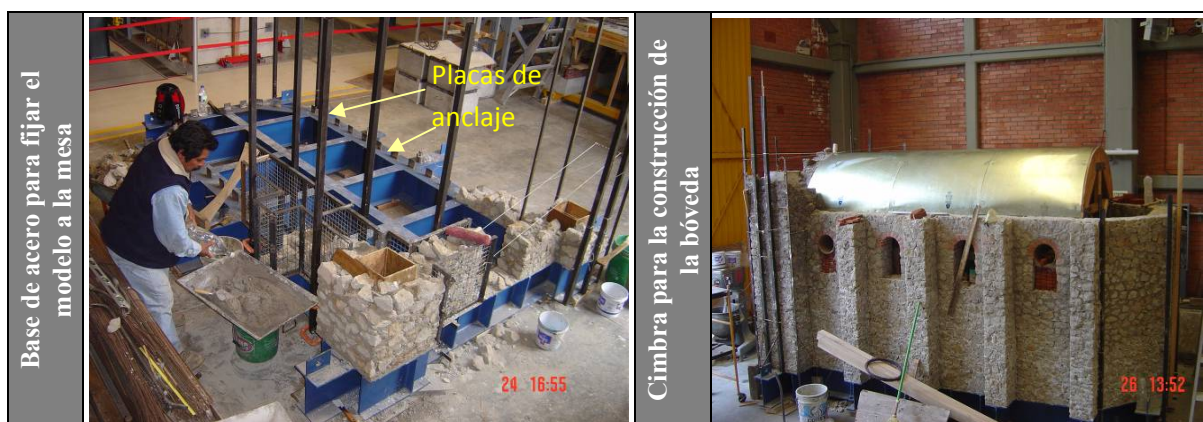 Base de acero para fijar el
modelo a la mesa
Placas de
anclaje
24 16:55
Cimbra para la construcción de
la bóveda
26 13:52